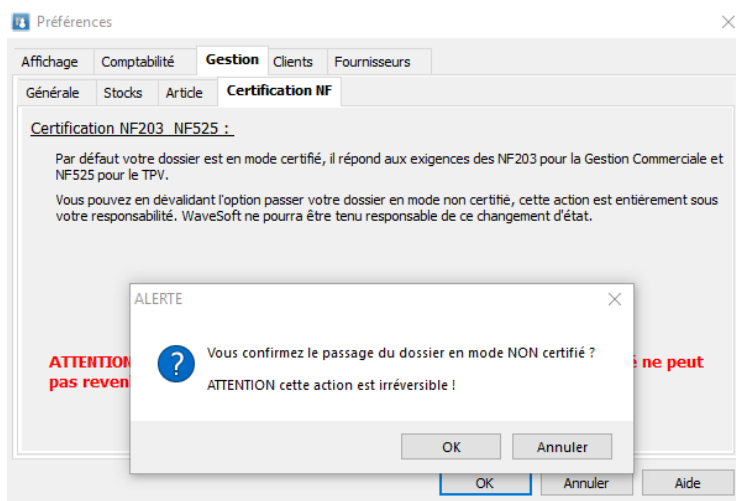 Préférences
Affichage Comptabilité Gestion Clients Fournisseurs
Générale Stocks Article Certification NF
Certification NF203 NF525 :
Par défaut votre dossier est en mode certifié, il répond aux exigences des NF203 pour la Gestion Commerciale et
NF525 pour le TPV.
Vous pouvez en dévalidant l'option passer votre dossier en mode non certifié, cette action est entièrement sous
votre responsabilité. WaveSoft ne pourra être tenu responsable de ce changement d'état.
ALERTE
Vous confirmez le passage du dossier en mode NON certifié ?
ATTENTION cette action est irréversible !
ATTENTION ne peut
pas
OK Annuler
OK Annuler Aide